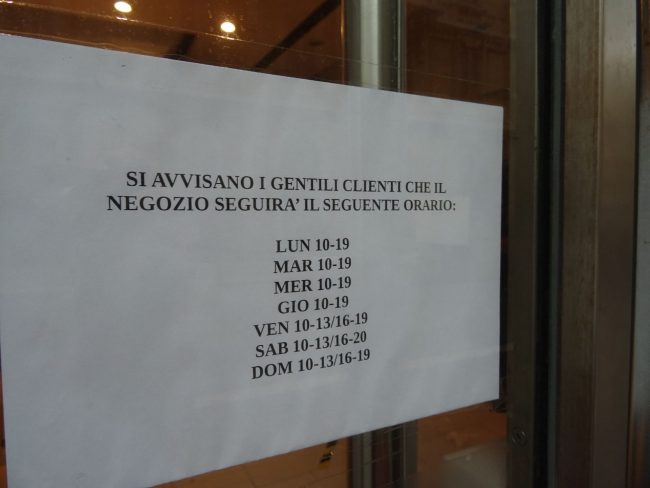 SI AVVISANO I GENTILI CLIENTI CHE IL
NEGOZIO SEGUIRA' IL SEGUENTE ORARIO:
LUN 10-19
MAR 10-19
MER 10-19
GIO 10-19
VEN 10-13/16-19
SAB 10-13/16-20
DOM 10-13/16-19